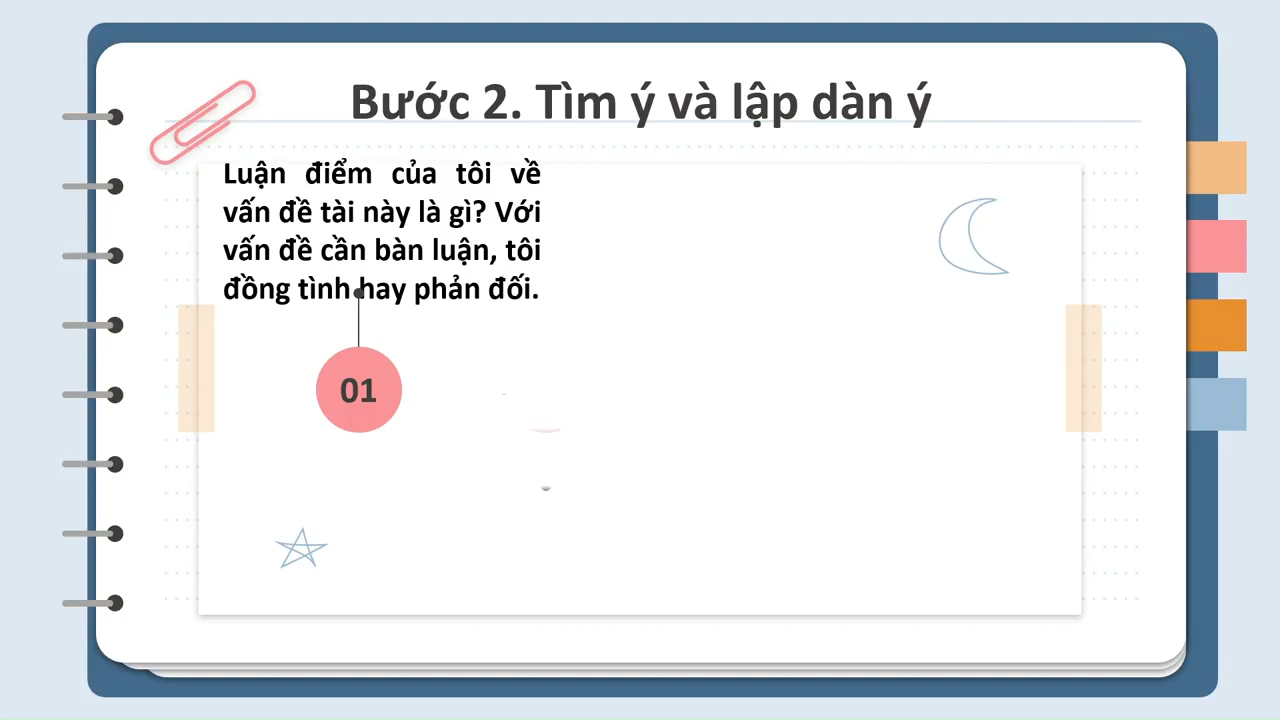 Bước 2. Tìm ý và lập dàn ý
Luận điểm của tôi về
vấn đề tài này là gì? Với
vấn đề cần bàn luận, tôi
đồng tình hay phản đối.
01